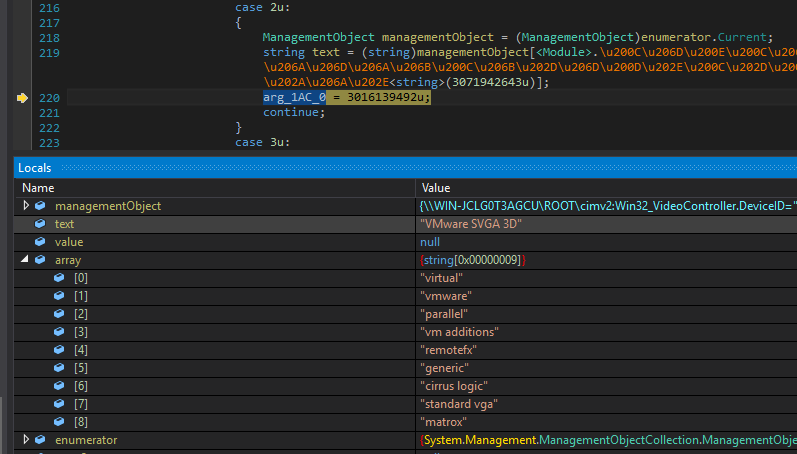 216 case 2u:
217 {
218 ManagementObject managementObject = (ManagementObject)enumerator.Current;
219 string text = (string)managementObject[<Module>.\u200C\u206D\u200E\u200C\u20
\u206A\u206D\u206A\u206B\u200C\u206B\u202D\u206D\u200D\u202E\u200C\u20
\u202A\u206A\u202E<string>(3071942643u)];
220 arg_1AC_0 = 3016139492u;
221 continue;
222 }
223 case 3u:
Locals
Name Value
managementObject {\\WIN-JCLG0T3AGCU\ROOT\cimv2:Win32_VideoController.DeviceID="
text "VMware SVGA 3D"
value null
array {string[0x00000009]}
[0] "virtual"
[1] "vmware"
[2] "parallel"
[3] "vm additions"
[4] "remotefx"
[5] "generic"
[6] "cirrus logic"
[7] "standard vga"
[8] "matrox"
enumerator {System.Management.ManagementObjectCollection.ManagementObje